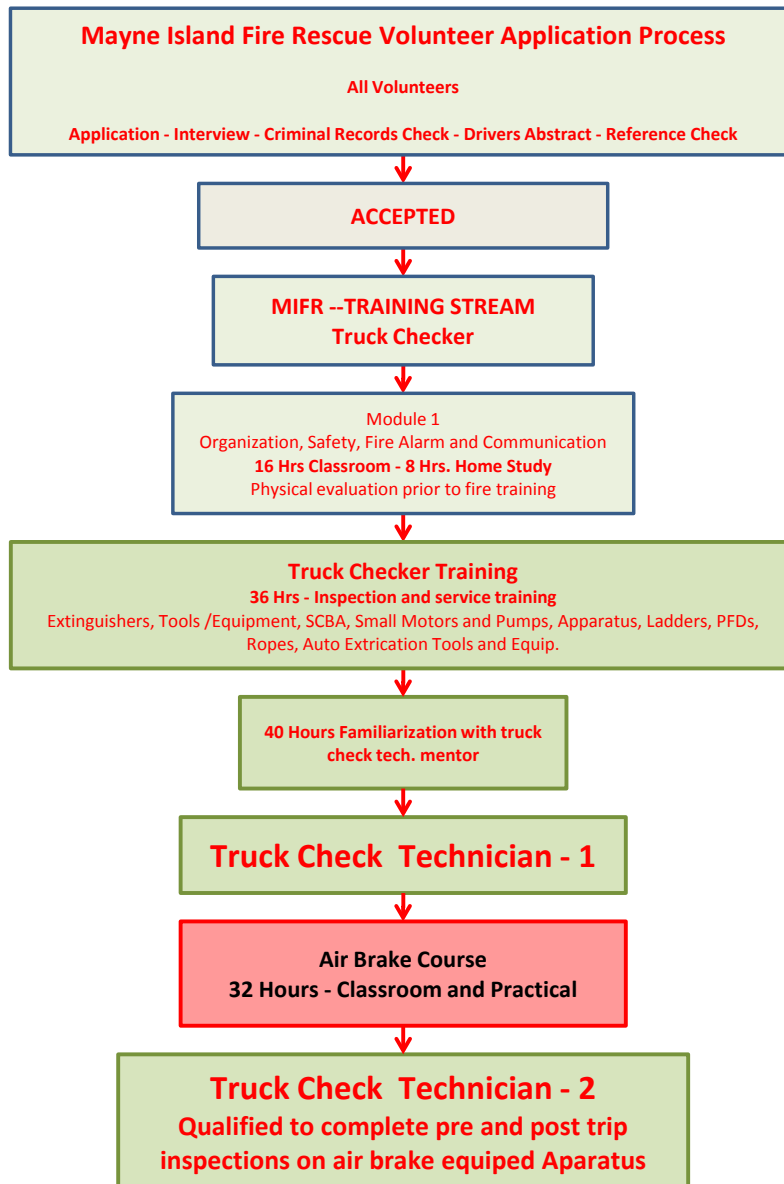 Mayne Island Fire Rescue Volunteer Application Process
All Volunteers
Application - Interview - Criminal Records Check - Drivers Abstract - Reference Check
ACCEPTED
MIFR --TRAINING STREAM
Truck Checker
Module 1
Organization, Safety, Fire Alarm and Communication
16 Hrs Classroom - 8 Hrs. Home Study
Physical evaluation prior to fire training
Truck Checker Training
36 Hrs - Inspection and service training
Extinguishers, Tools /Equipment, SCBA, Small Motors and Pumps, Apparatus, Ladders, PFDs,
Ropes, Auto Extrication Tools and Equip.
40 Hours Familiarization with truck
check tech. mentor
Truck Check  Technician - 1
Air Brake Course
32 Hours - Classroom and Practical
Truck Check  Technician - 2
Qualified to complete pre and post trip
inspections on air brake equiped Aparatus